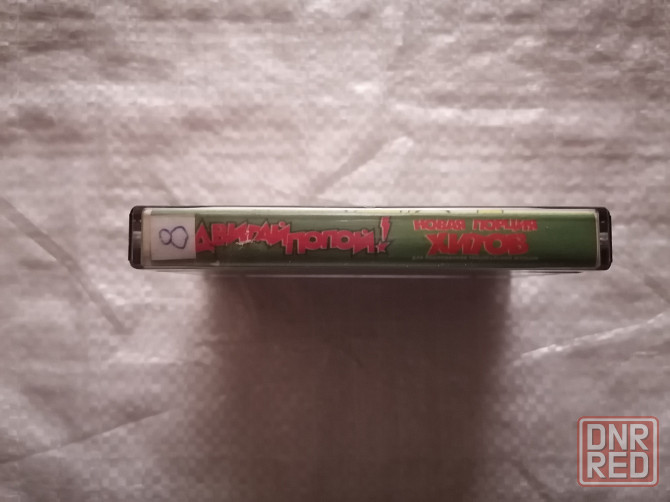 8
ДВИГАЙ ПОПОЙ!
НОВАЯ ПОРЦИЯ
ХИТОВ
DNR
RED